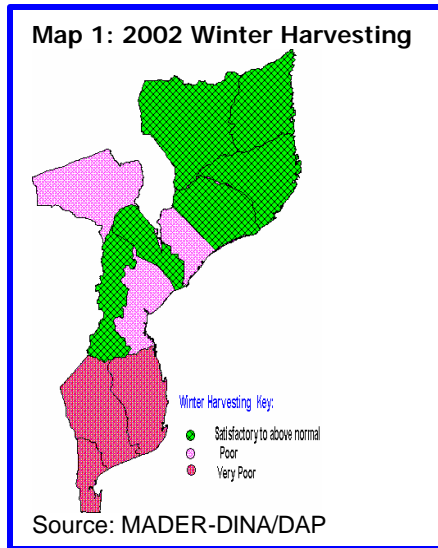 Map 1: 2002 Winter Harvesting
Winter Harvesting Key:
Satisfactory to above normal
Poor
Very Poor
Source: MADER-DINA/DAP